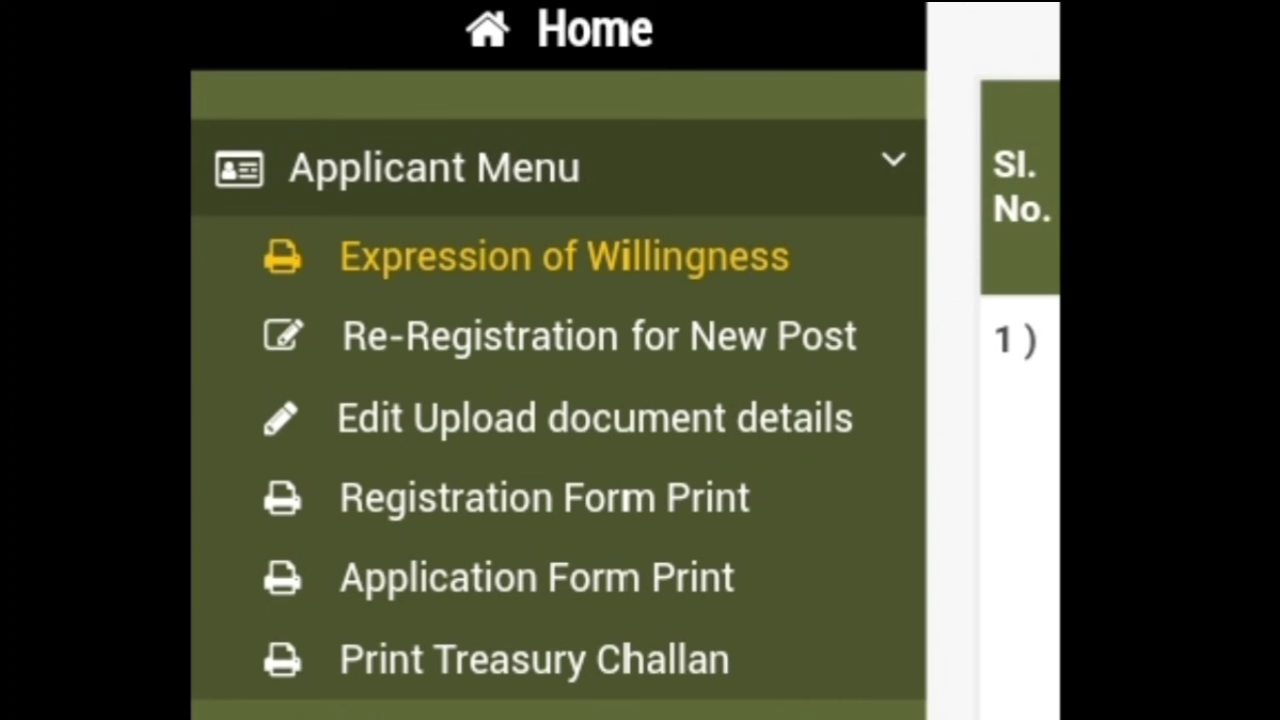 Home
Applicant Menu
Expression of Willingness
Re-Registration for New Post
Edit Upload document details
Registration Form Print
Application Form Print
Print Treasury Challan
Sl.
No.
1 )